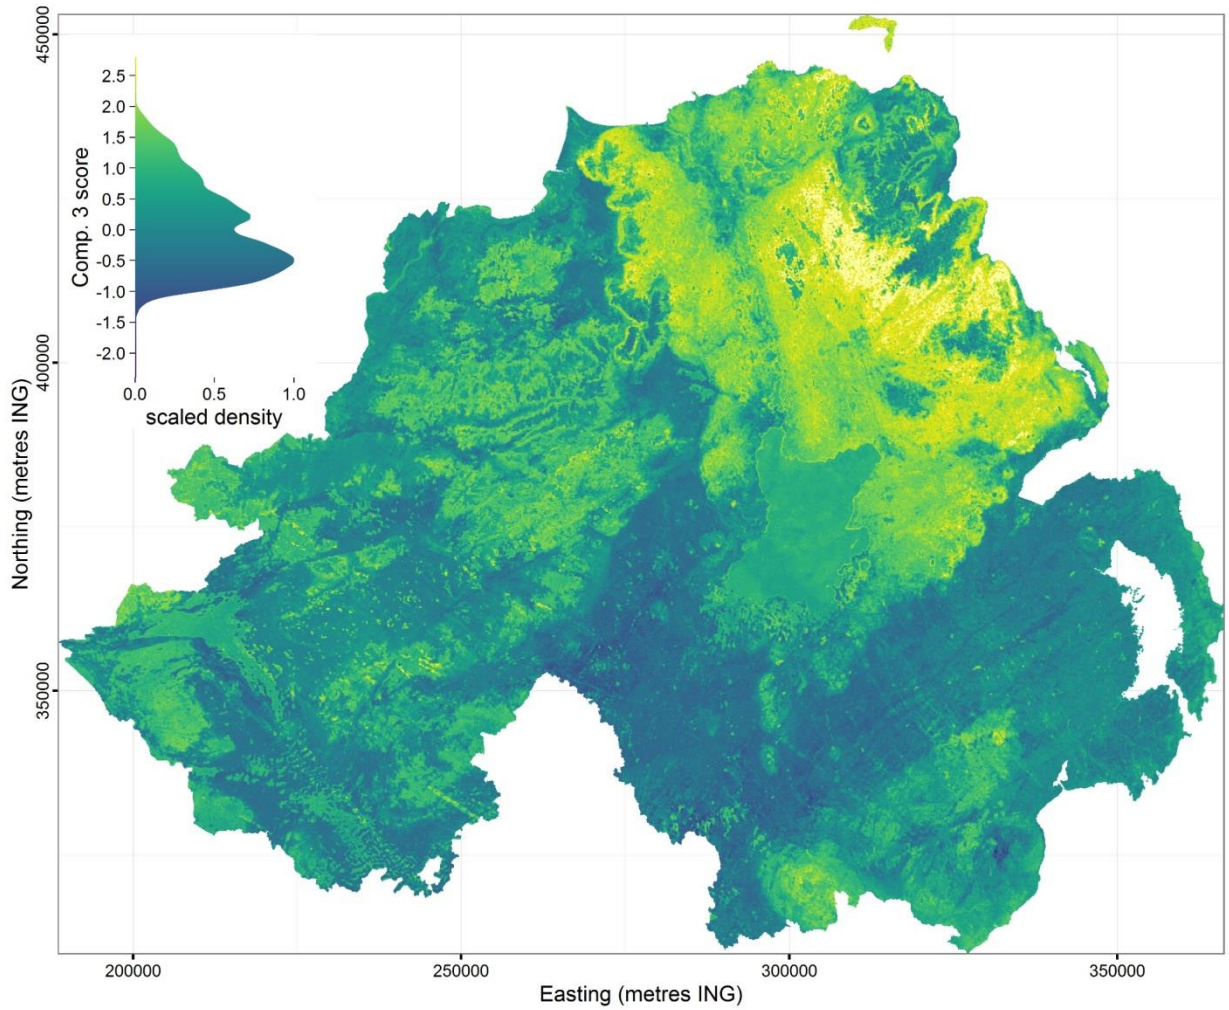 450000
400000
350000
Northing (metres ING)
2.5
2.0
1.5
1.0
0.5
0.0
-0.5
-1.0
-1.5
-2.0
Comp. 3 score
0.0 0.5 1.0
scaled density
200000 250000 300000 350000
Easting (metres ING)